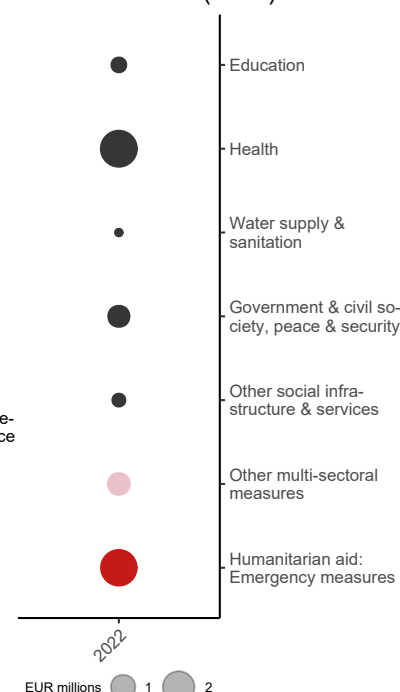 Education
Health
Water supply &
sanitation
Government & civil so-
ciety, peace & security
Other social infra-
structure & services
e-
ce
Other multi-sectoral
measures
Humanitarian aid:
Emergency measures
2022
EUR millions 1 2